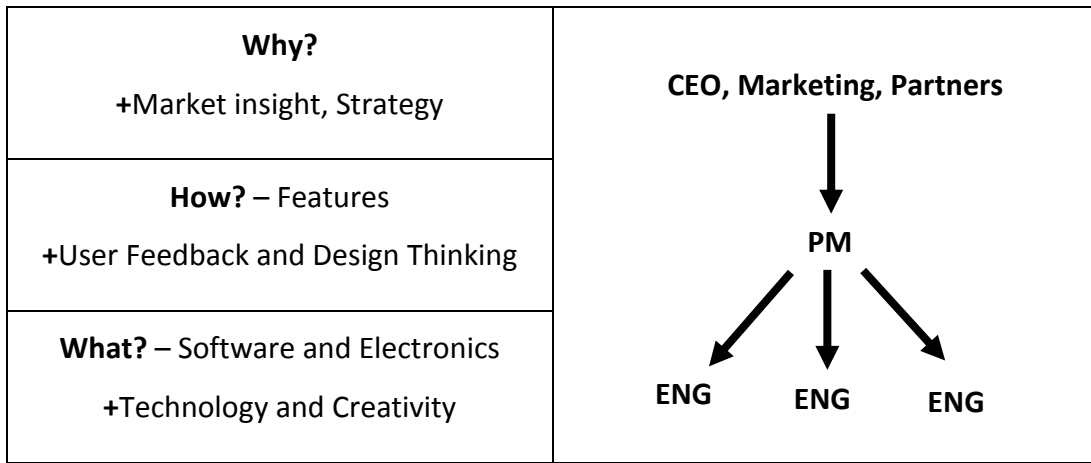 Why?
+Market insight, Strategy
How? – Features
+User Feedback and Design Thinking
What? – Software and Electronics
+Technology and Creativity
CEO, Marketing, Partners
PM
ENG
ENG
ENG